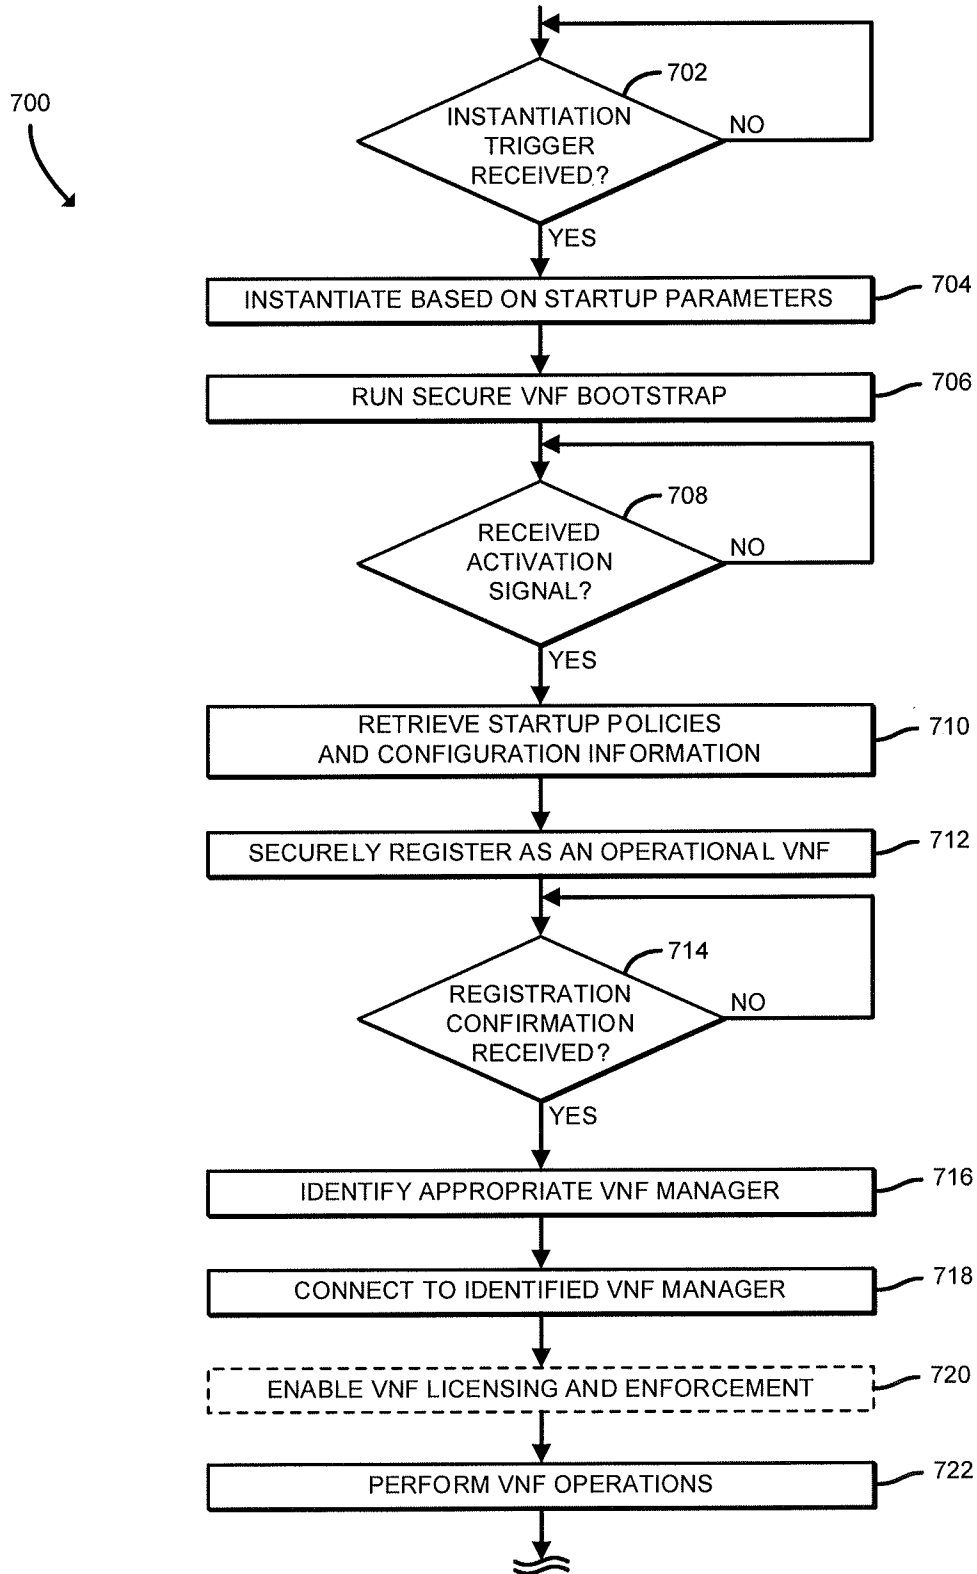 700
702
INSTANTIATION
TRIGGER
RECEIVED?
NO
YES
INSTANTIATE BASED ON STARTUP PARAMETERS
704
RUN SECURE VNF BOOTSTRAP
706
708
RECEIVED
ACTIVATION
SIGNAL?
NO
YES
RETRIEVE STARTUP POLICIES
AND CONFIGURATION INFORMATION
710
SECURELY REGISTER AS AN OPERATIONAL VNF
712
714
REGISTRATION
CONFIRMATION
RECEIVED?
NO
YES
IDENTIFY APPROPRIATE VNF MANAGER
716
CONNECT TO IDENTIFIED VNF MANAGER
718
ENABLE VNF LICENSING AND ENFORCEMENT
720
PERFORM VNF OPERATIONS
722